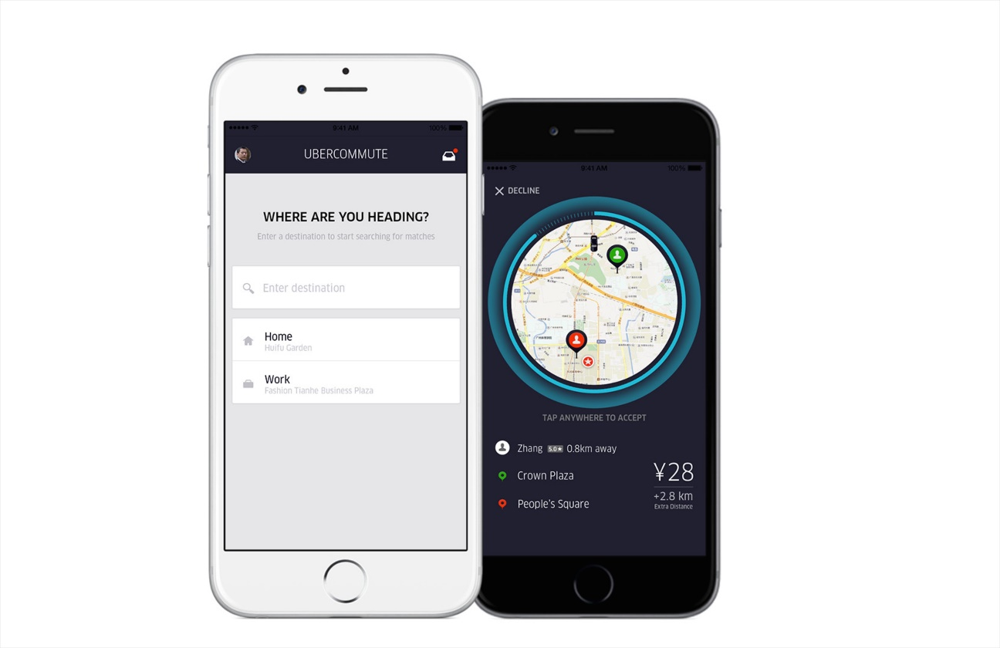 9:41 AM 100%
UBERCOMMUTE
WHERE ARE YOU HEADING?
Enter a destination to start searching for matches
Enter destination
Home
Huifu Garden
Work
Fashion Tianhe Business Plaza
9:41 AM 100%
DECLINE
TAP ANYWHERE TO ACCEPT
Zhang 5.0★ 0.8km away
Crown Plaza
People's Square
¥28
+2.8 km
Extra Distance